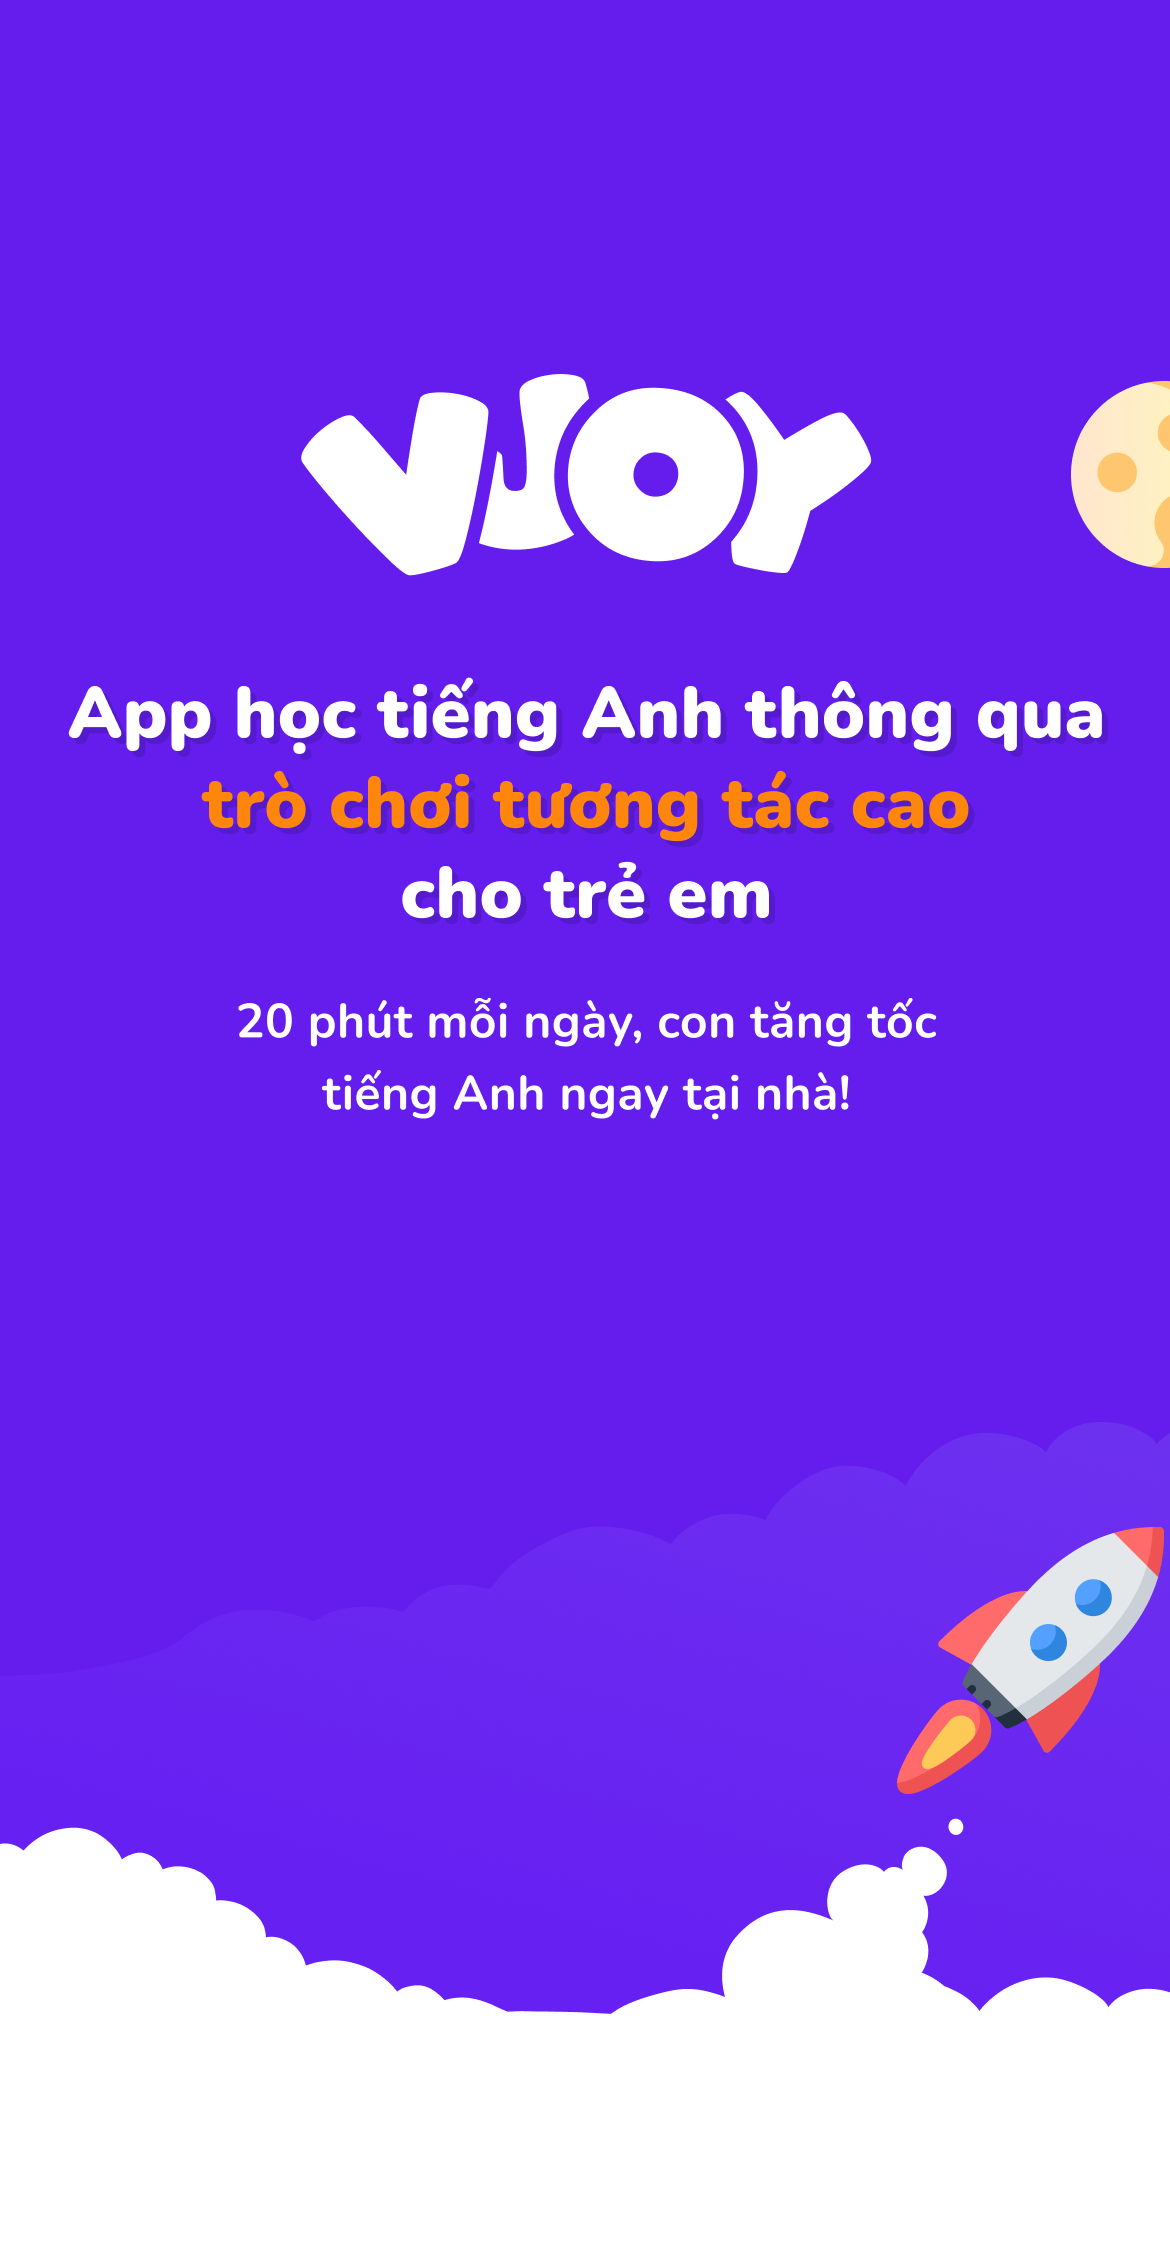 VJOY
App học tiếng Anh thông qua
trò chơi tương tác cao
cho trẻ em
20 phút mỗi ngày, con tăng tốc
tiếng Anh ngay tại nhà!